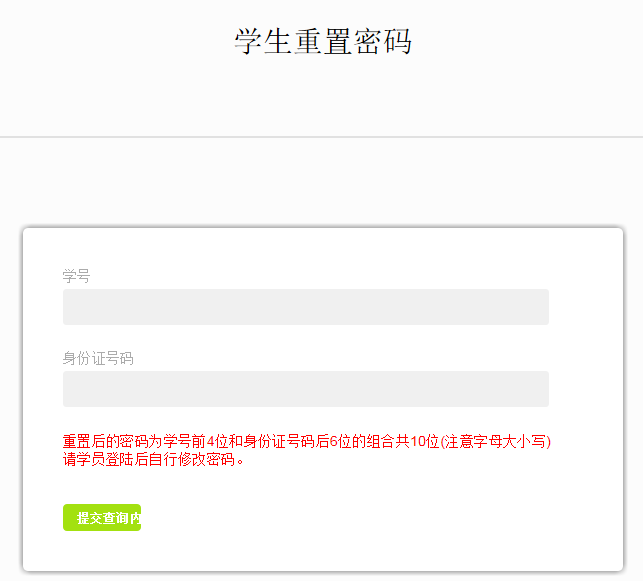 学生重置密码
学号
身份证号码
重置后的密码为学号前4位和身份证号码后6位的组合共10位(注意字母大小写)
请学员登陆后自行修改密码。
提交查询内